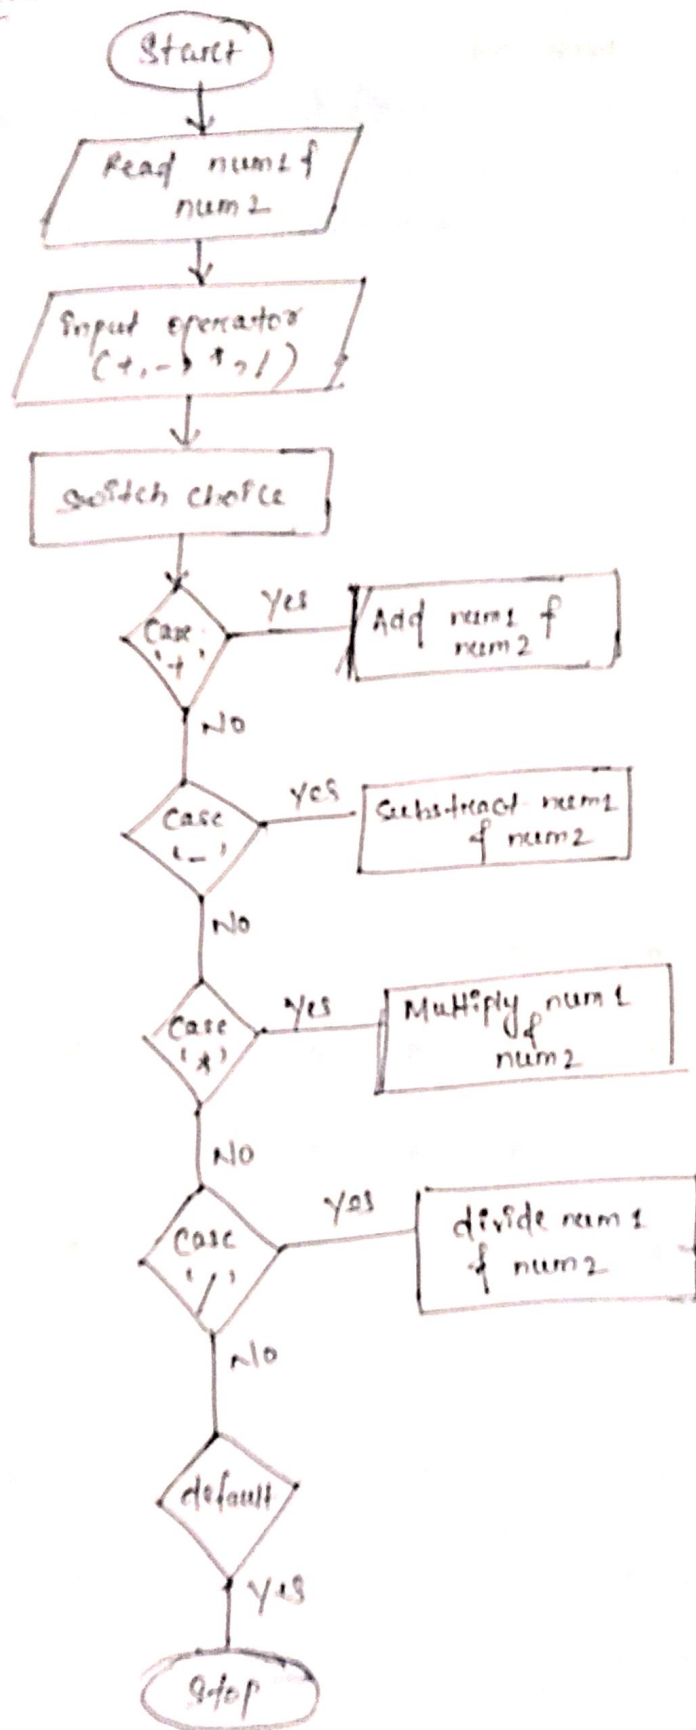 Start
Read num1 &
num2
Input operator
(+, -, *, /)
Switch choice
Case
'+'
Yes
Add num1 &
num2
NO
Case
'-'
Yes
Substract num1
& num2
NO
Case
'*'
Yes
Multiply num1
&
num2
NO
Case
'/'
Yes
divide num1
& num2
NO
default
Yes
Stop